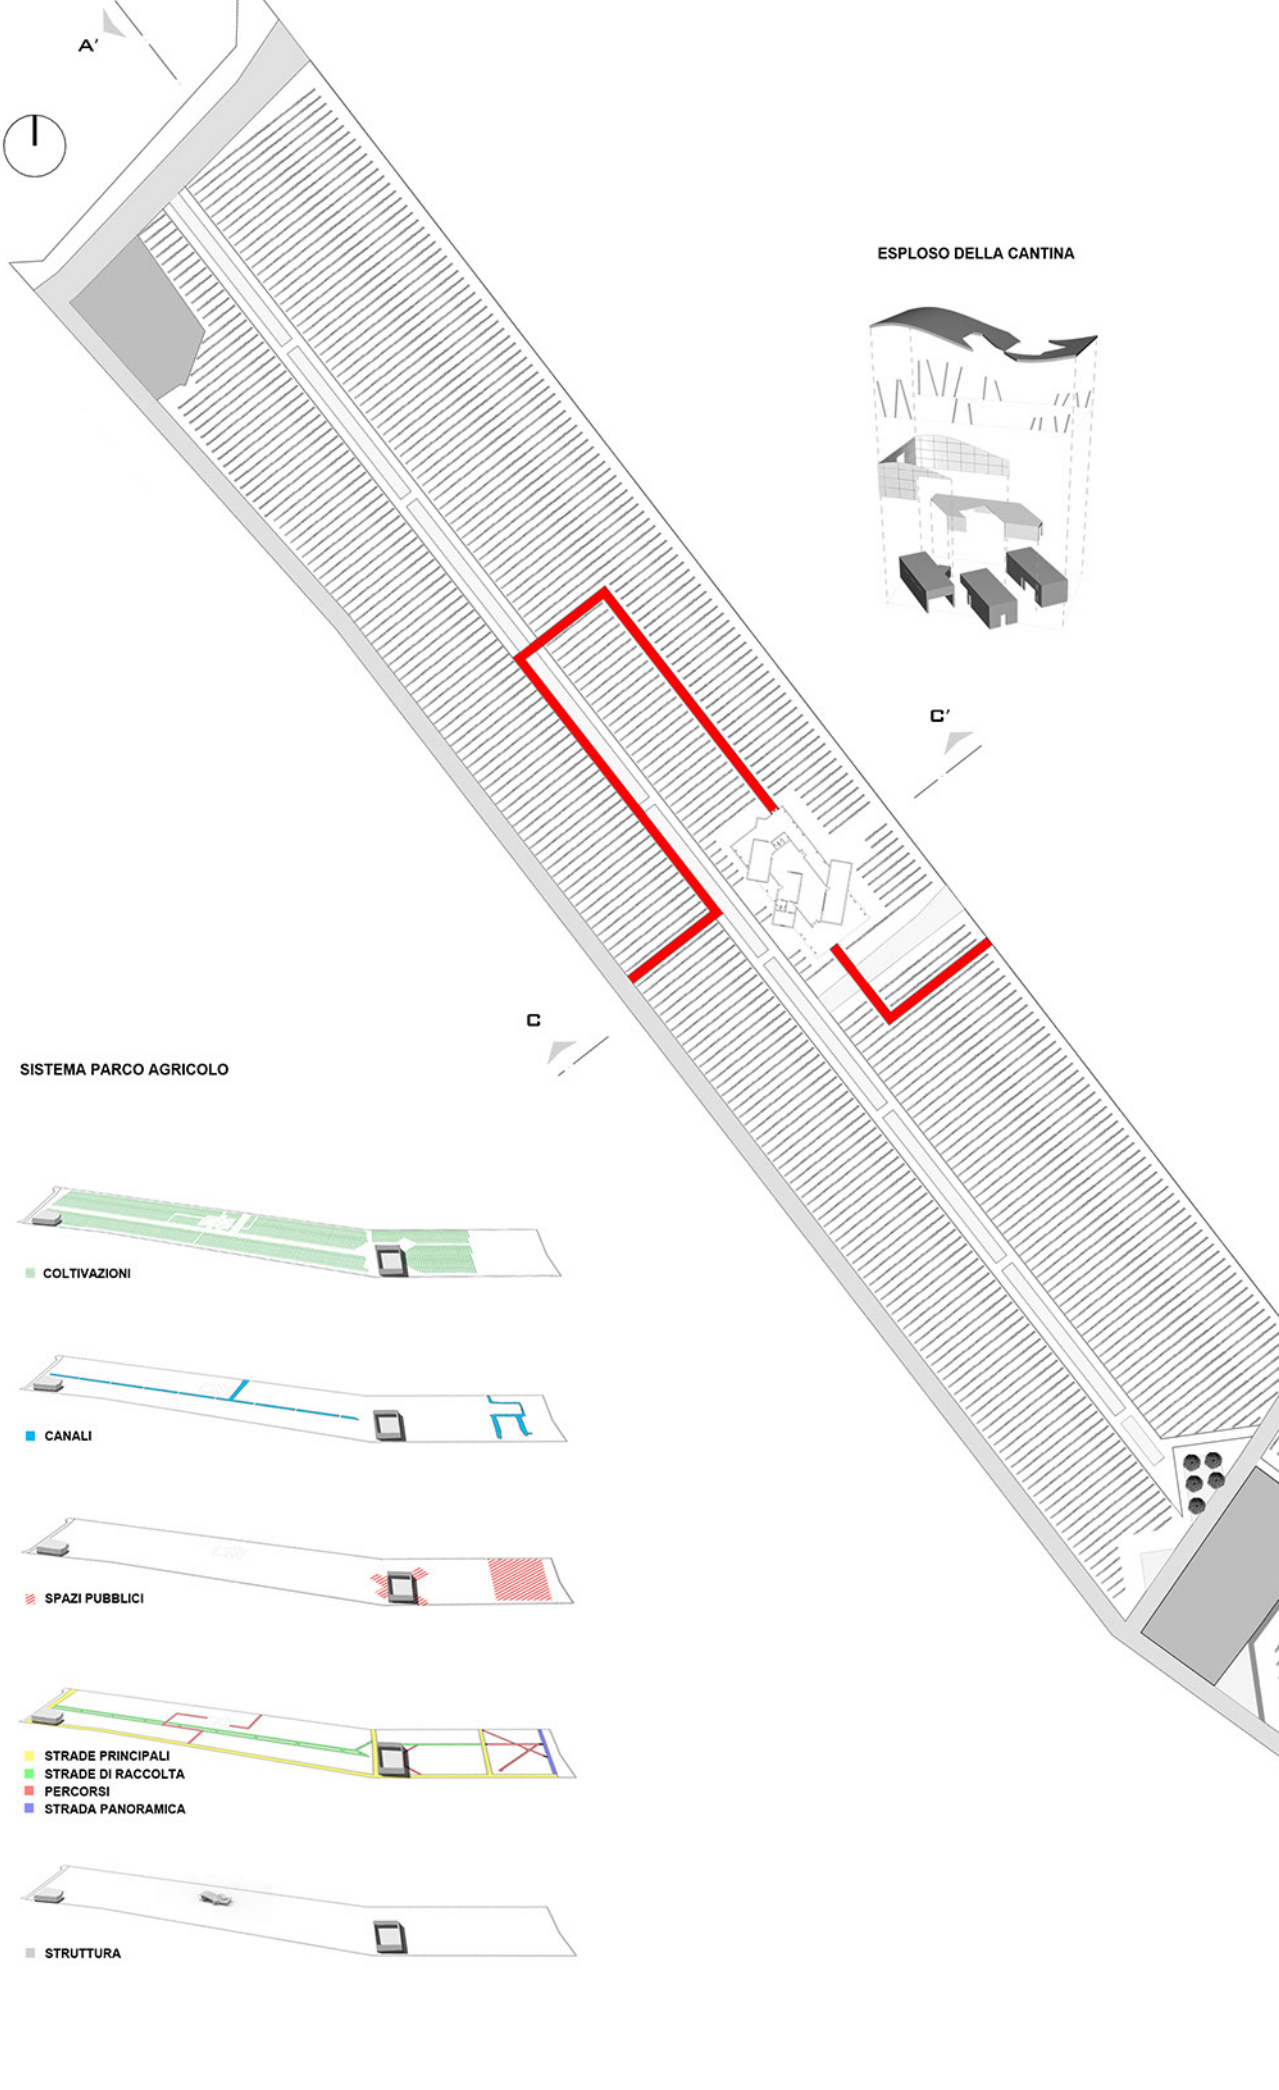 A'
ESPLOSO DELLA CANTINA
C'
C
SISTEMA PARCO AGRICOLO
COLTIVAZIONI
CANALI
SPAZI PUBBLICI
STRADE PRINCIPALI
STRADE DI RACCOLTA
PERCORSI
STRADA PANORAMICA
STRUTTURA